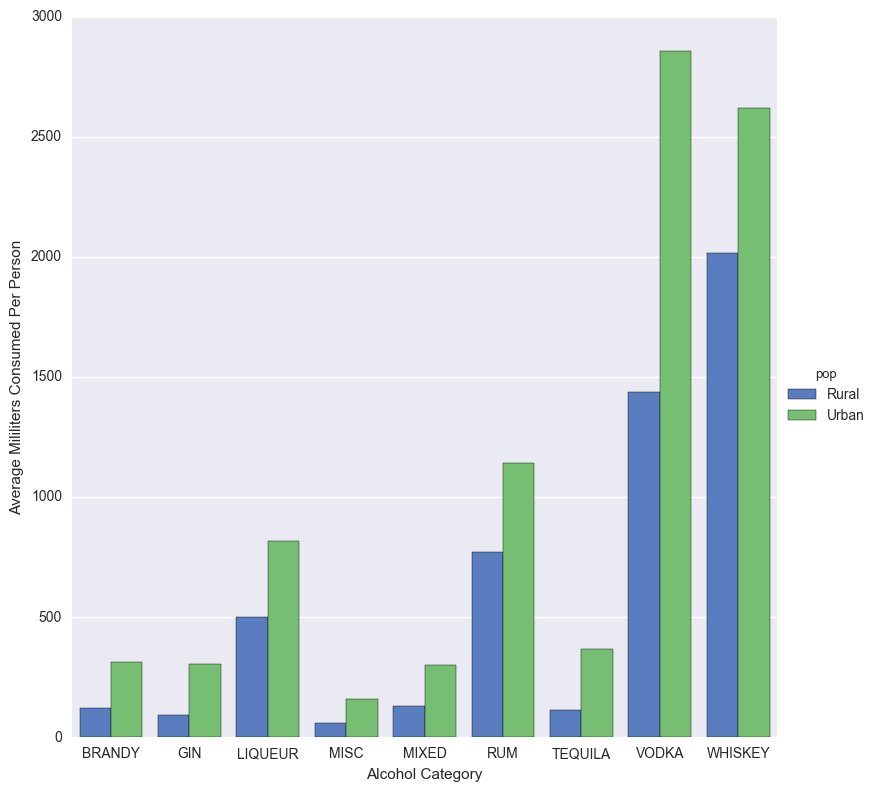 3000
2500
2000
1500
1000
500
0
Average Mililiters Consumed Per Person
BRANDY GIN LIQUEUR MISC MIXED RUM TEQUILA VODKA WHISKEY
Alcohol Category
pop
Rural
Urban